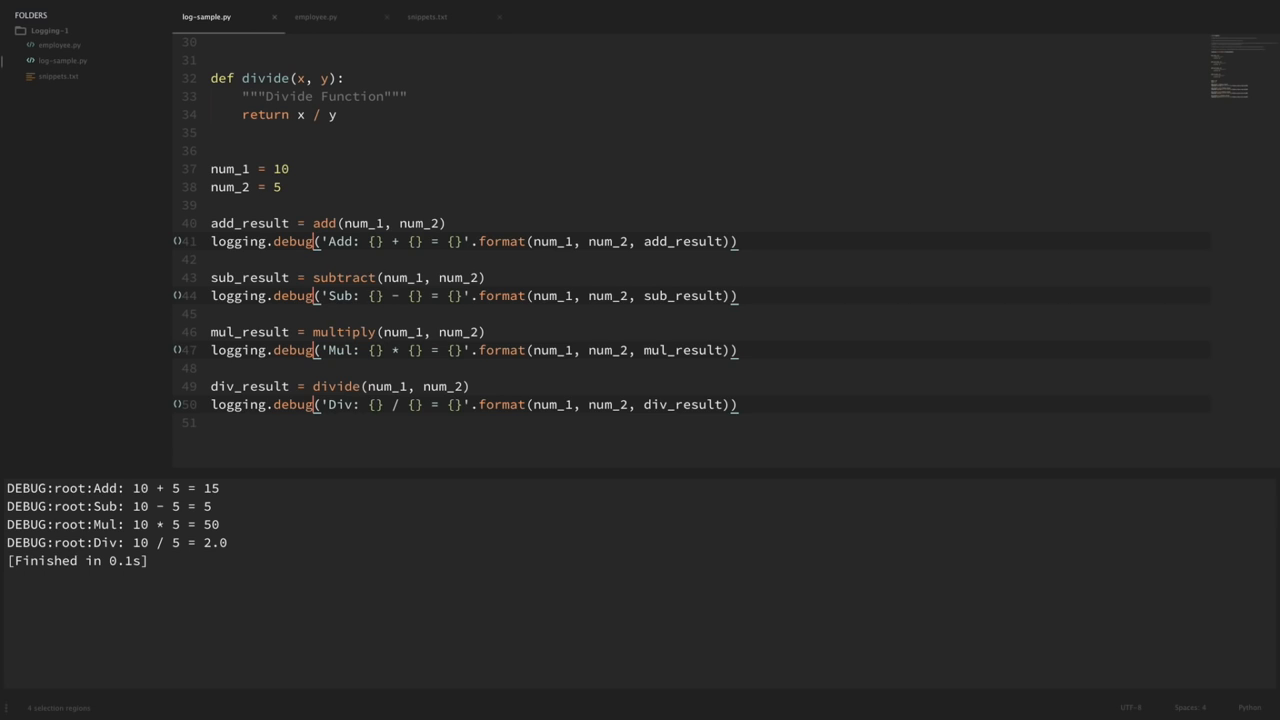 FOLDERS
Logging-1
employee.py
log-sample.py
snippets.txt
log-sample.py × employee.py × snippets.txt ×
30
31
32 def divide(x, y):
33 """Divide Function"""
34 return x / y
35
36
37 num_1 = 10
38 num_2 = 5
39
40 add_result = add(num_1, num_2)
41 logging.debug('Add: {} + {} = {}'.format(num_1, num_2, add_result))
42
43 sub_result = subtract(num_1, num_2)
44 logging.debug('Sub: {} - {} = {}'.format(num_1, num_2, sub_result))
45
46 mul_result = multiply(num_1, num_2)
47 logging.debug('Mul: {} * {} = {}'.format(num_1, num_2, mul_result))
48
49 div_result = divide(num_1, num_2)
50 logging.debug('Div: {} / {} = {}'.format(num_1, num_2, div_result))
51
DEBUG:root:Add: 10 + 5 = 15
DEBUG:root:Sub: 10 - 5 = 5
DEBUG:root:Mul: 10 * 5 = 50
DEBUG:root:Div: 10 / 5 = 2.0
[Finished in 0.1s]
4 selection regions UTF-8 Spaces: 4 Python